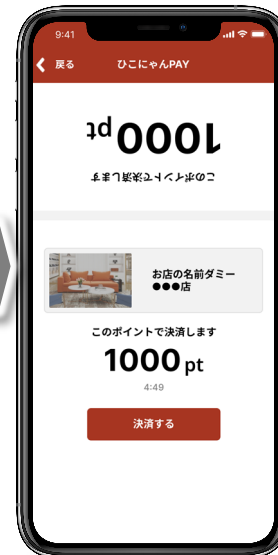 9:41
戻る ひこにゃんPAY
1000pt
このポイントで決済します
お店の名前ダミー
●●●店
このポイントで決済します
1000pt
4:49
決済する